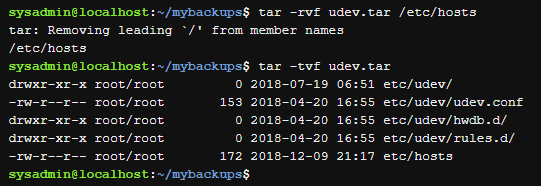 sysadmin@localhost:~/mybackups$ tar -rvf udev.tar /etc/hosts
tar: Removing leading `/' from member names
/etc/hosts
sysadmin@localhost:~/mybackups$ tar -tvf udev.tar
drwxr-xr-x root/root         0 2018-07-19 06:51 etc/udev/
-rw-r--r-- root/root       153 2018-04-20 16:55 etc/udev/udev.conf
drwxr-xr-x root/root         0 2018-04-20 16:55 etc/udev/hwdb.d/
drwxr-xr-x root/root         0 2018-04-20 16:55 etc/udev/rules.d/
-rw-r--r-- root/root       172 2018-12-09 21:17 etc/hosts
sysadmin@localhost:~/mybackups$